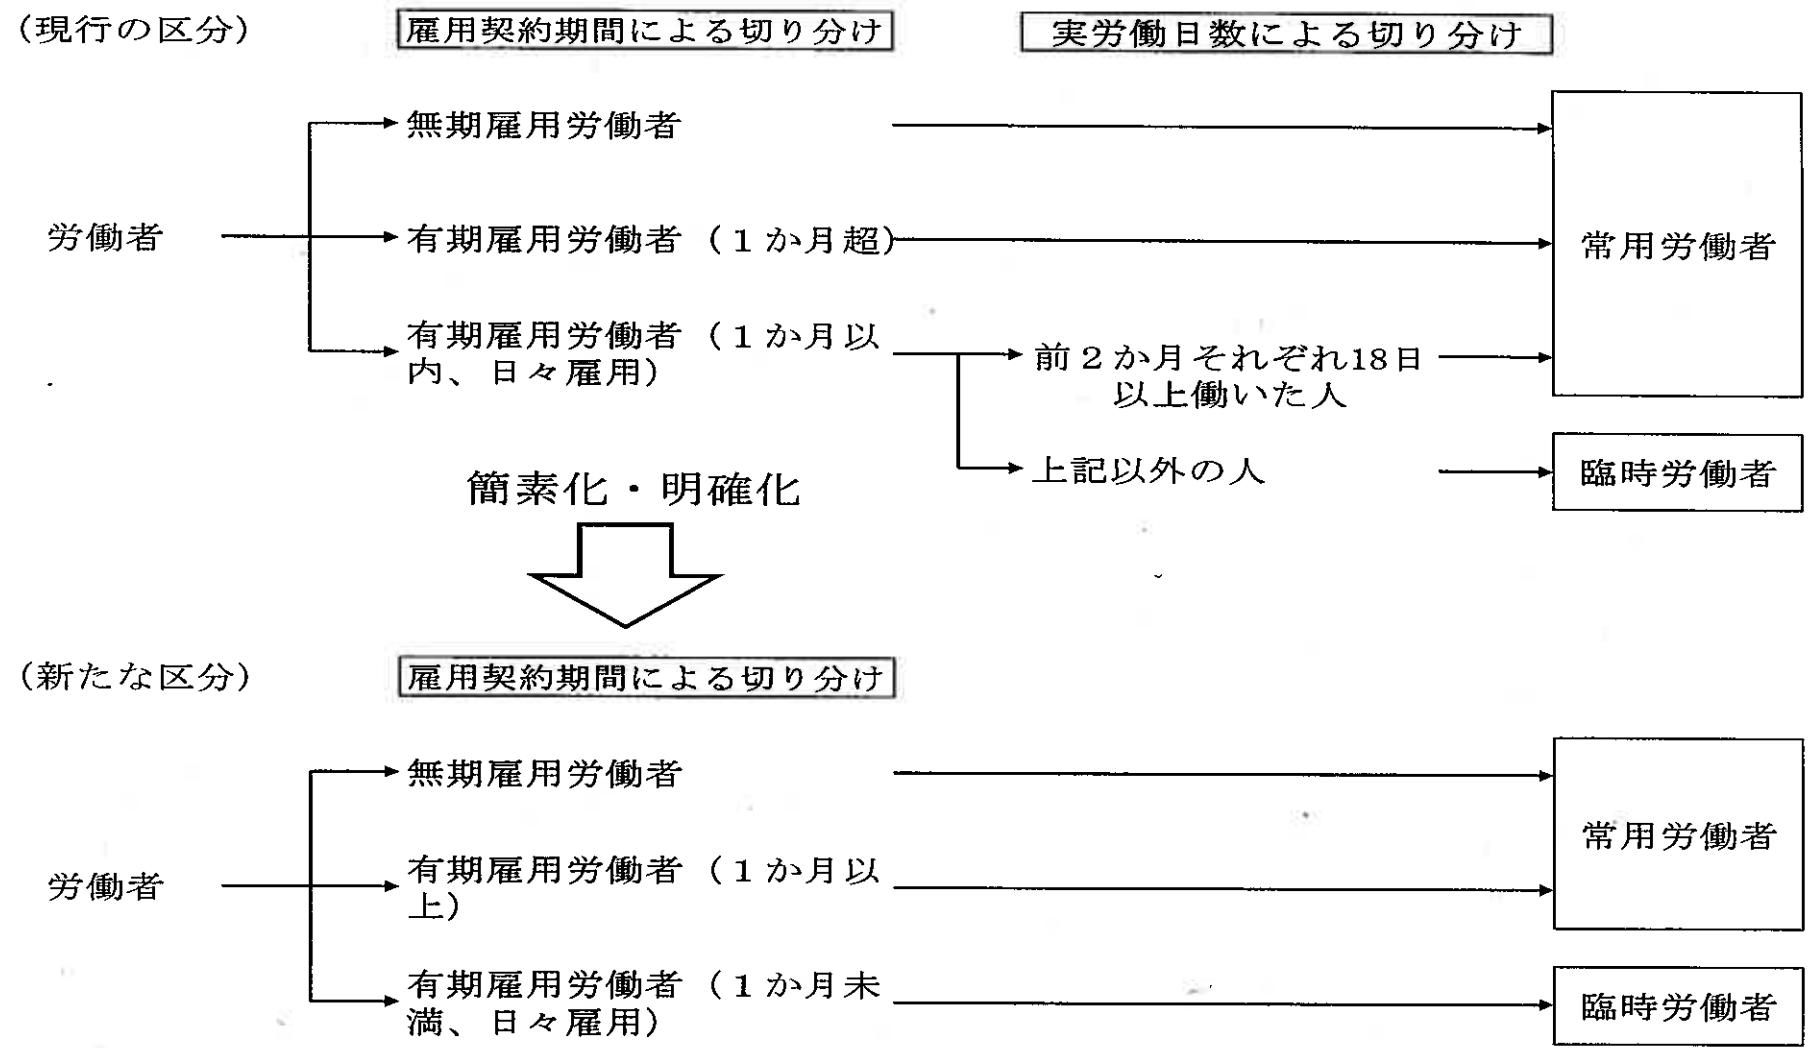 (現行の区分)
雇用契約期間による切り分け
実労働日数による切り分け
無期雇用労働者
労働者
有期雇用労働者（１か月超）
常用労働者
有期雇用労働者（１か月以
内、日々雇用）
前２か月それぞれ18日
以上働いた人
上記以外の人
臨時労働者
簡素化・明確化
(新たな区分)
雇用契約期間による切り分け
無期雇用労働者
労働者
有期雇用労働者（１か月以
上）
常用労働者
有期雇用労働者（１か月未
満、日々雇用）
臨時労働者